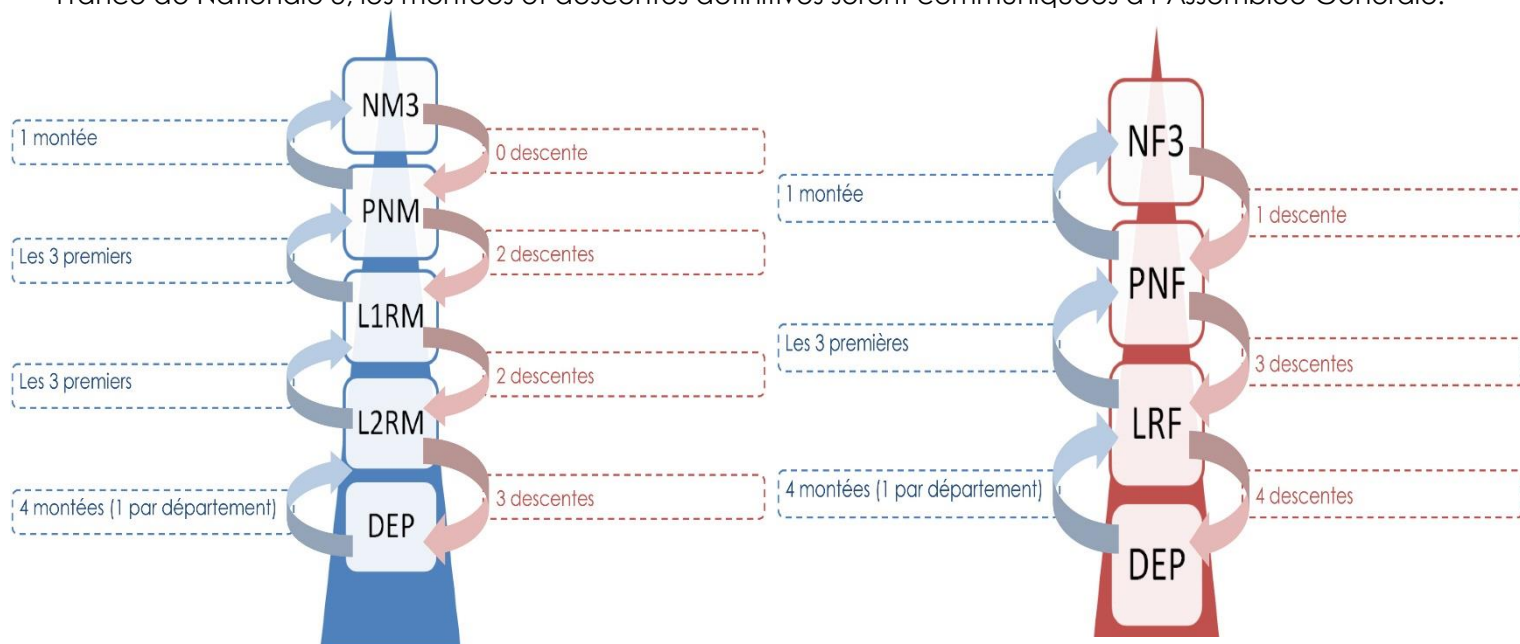 France de Nationale 3, les montées et descentes définitives seront communiquées à l'Assemblée Générale.
NM3
1 montée
0 descente
PNM
Les 3 premiers
2 descentes
L1RM
Les 3 premiers
2 descentes
L2RM
4 montées (1 par département)
3 descentes
DEP
NF3
1 montée
1 descente
PNF
Les 3 premières
3 descentes
LRF
4 montées (1 par département)
4 descentes
DEP